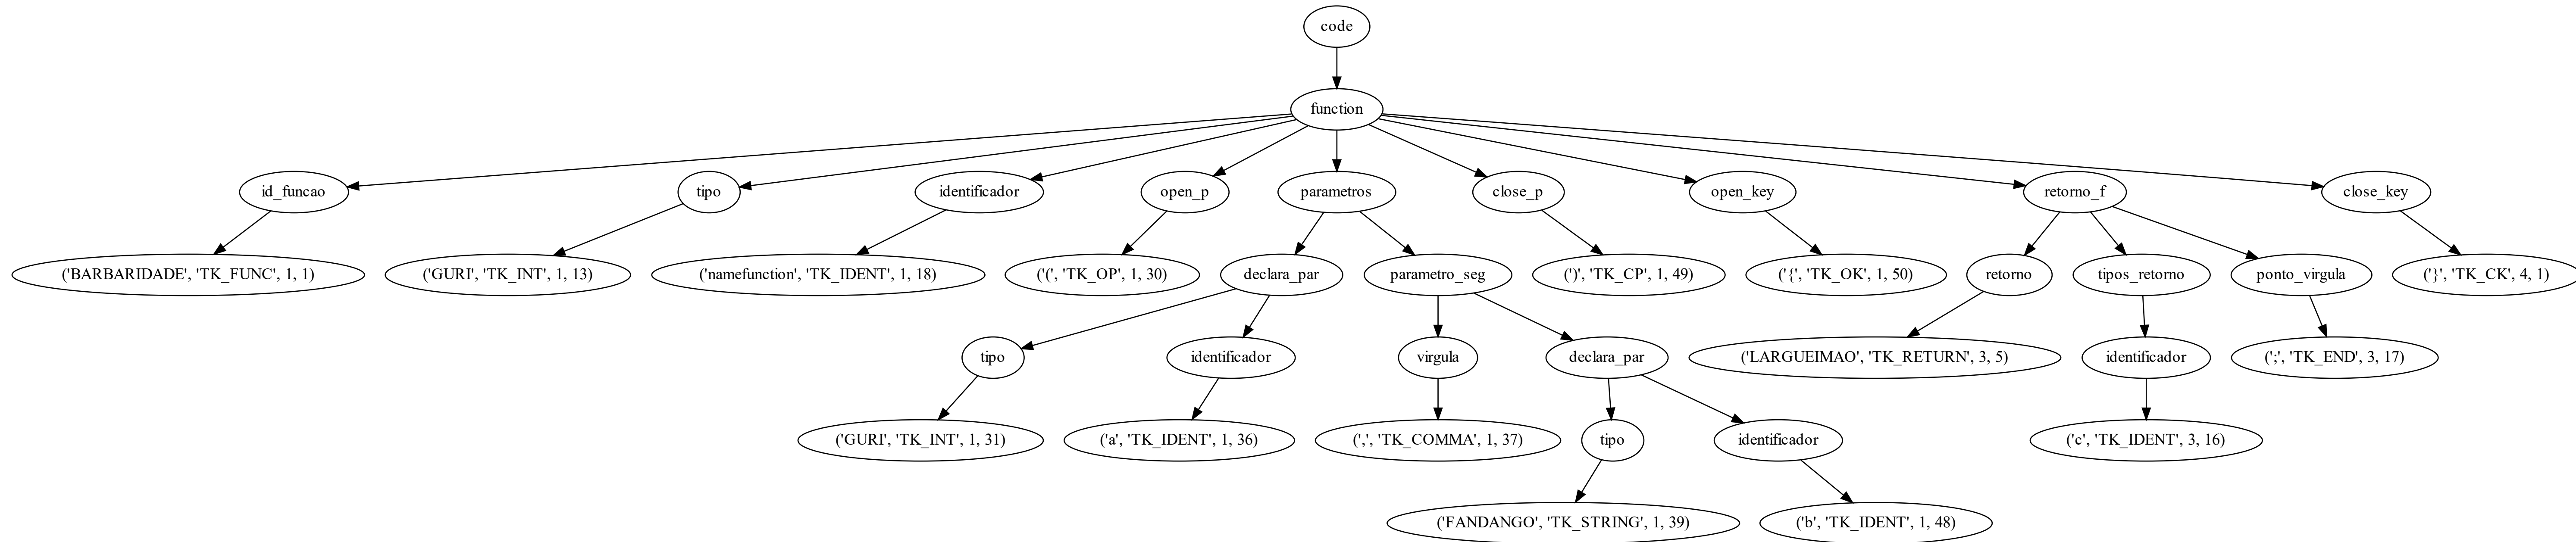 code
function
id_funcao tipo identificador open_p parametros close_p open_key retorno_f close_key
('BARBARIDADE', 'TK_FUNC', 1, 1) ('GURI', 'TK_INT', 1, 13) ('namefunction', 'TK_IDENT', 1, 18) ('(', 'TK_OP', 1, 30) declara_par parametro_seg (')', 'TK_CP', 1, 49) ('{', 'TK_OK', 1, 50) retorno tipos_retorno ponto_virgula ('}', 'TK_CK', 4, 1)
tipo identificador virgula declara_par ('LARGUEIMAO', 'TK_RETURN', 3, 5) identificador (';', 'TK_END', 3, 17)
('GURI', 'TK_INT', 1, 31) ('a', 'TK_IDENT', 1, 36) (',', 'TK_COMMA', 1, 37) tipo identificador ('c', 'TK_IDENT', 3, 16)
('FANDANGO', 'TK_STRING', 1, 39) ('b', 'TK_IDENT', 1, 48)